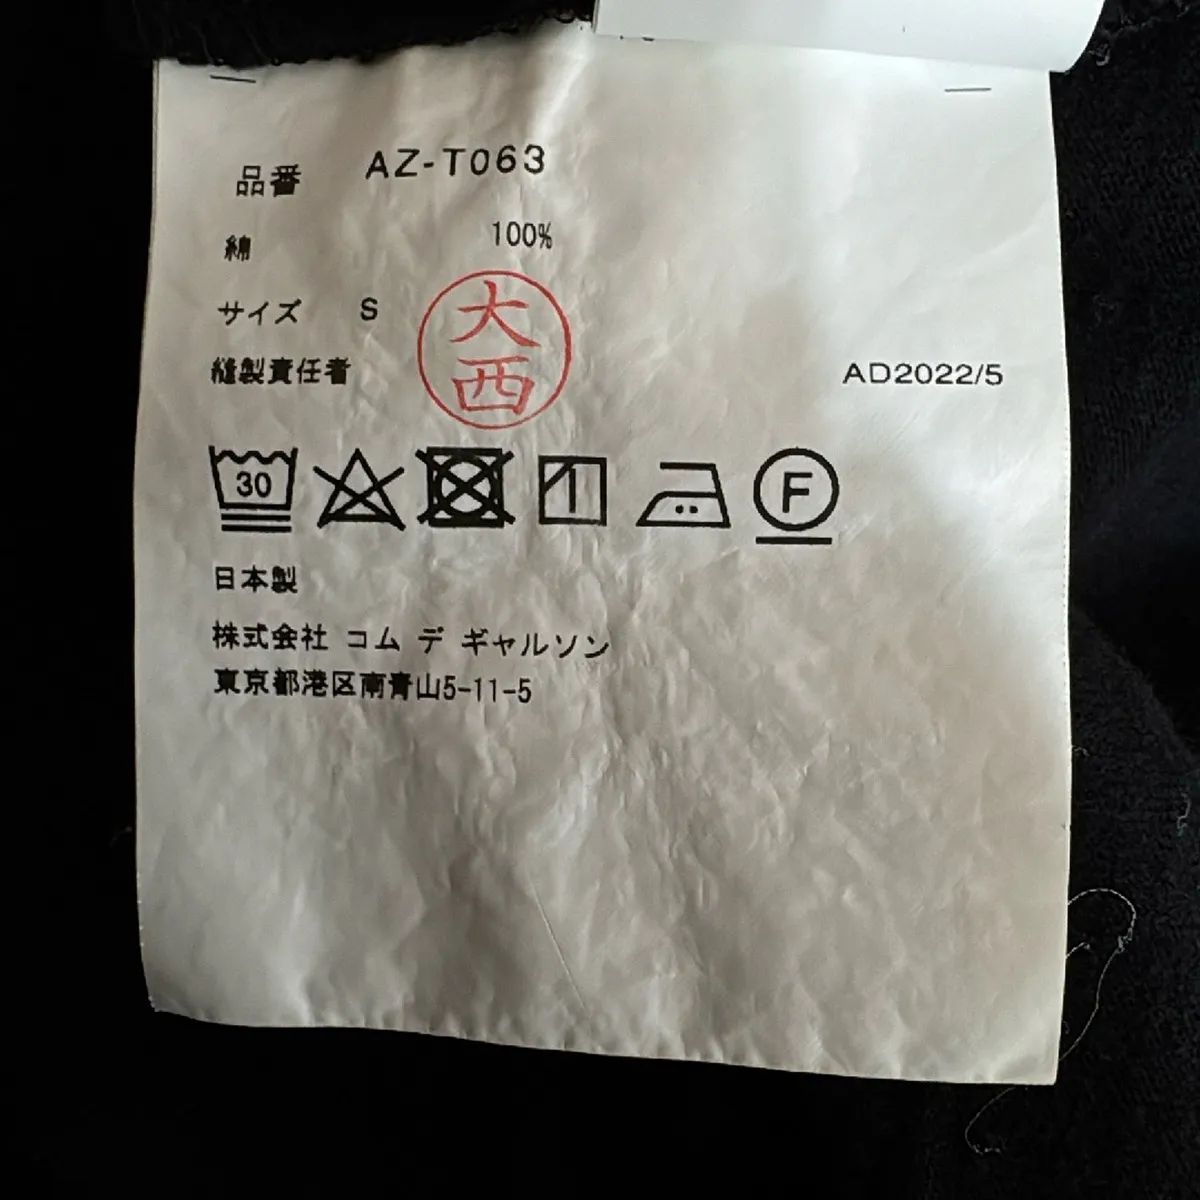 品番 AZ-T063
綿 100%
サイズ S
大西
縫製責任者
AD2022/5
30
F
日本製
株式会社 コム デ ギャルソン
東京都港区南青山5-11-5